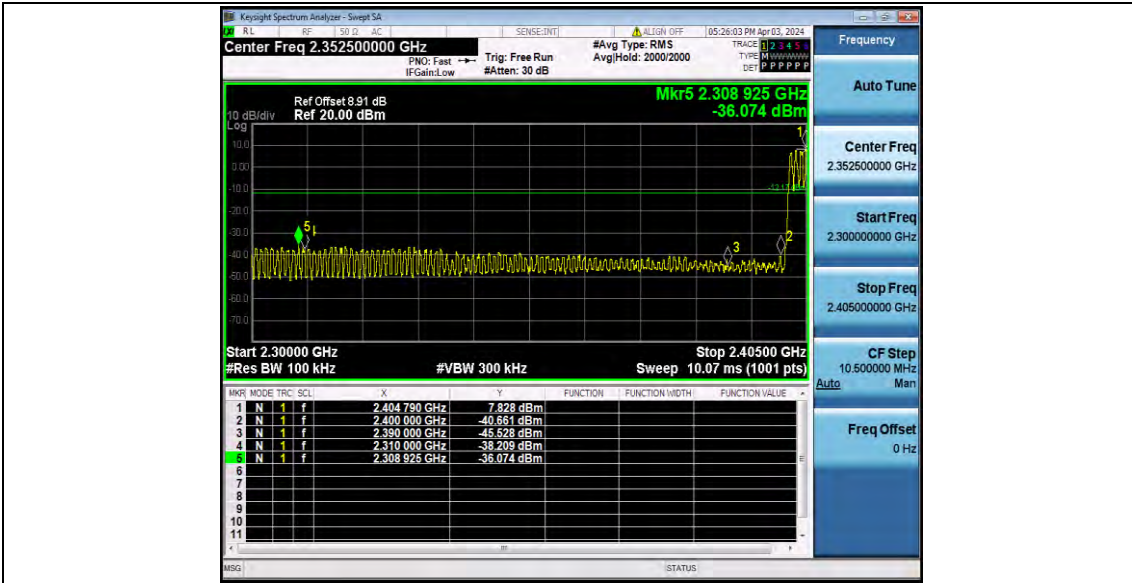 Keysight Spectrum Analyzer - Swept SA
RL RF 50 Ω AC SENSE:INT ALIGN OFF 05:26:03 PM Apr 03, 2024
Center Freq 2.352500000 GHz
PNO: Fast
IFGain:Low
Trig: Free Run
#Atten: 30 dB
#Avg Type: RMS
Avg|Hold: 2000/2000
TRACE 1 2 3 4 5 6
TYPE M WWWWW
DET P P P P P P
Frequency
Mkr5 2.308 925 GHz
-36.074 dBm
Ref Offset 8.91 dB
10 dB/div Ref 20.00 dBm
Log
10.0
0.00
-10.0
-20.0
-30.0
-40.0
-50.0
-60.0
-70.0
1
2
3
5
Start 2.30000 GHz Stop 2.40500 GHz
#Res BW 100 kHz #VBW 300 kHz Sweep 10.07 ms (1001 pts)
MKR MODE TRC SCL X Y FUNCTION FUNCTION WIDTH FUNCTION VALUE
1 N 1 f 2.404 790 GHz 7.828 dBm
2 N 1 f 2.400 000 GHz -40.661 dBm
3 N 1 f 2.390 000 GHz -45.528 dBm
4 N 1 f 2.310 000 GHz -38.209 dBm
5 N 1 f 2.308 925 GHz -36.074 dBm
6
7
8
9
10
11
MSG STATUS
Auto Tune
Center Freq
2.352500000 GHz
Start Freq
2.300000000 GHz
Stop Freq
2.405000000 GHz
CF Step
10.500000 MHz
Auto Man
Freq Offset
0 Hz